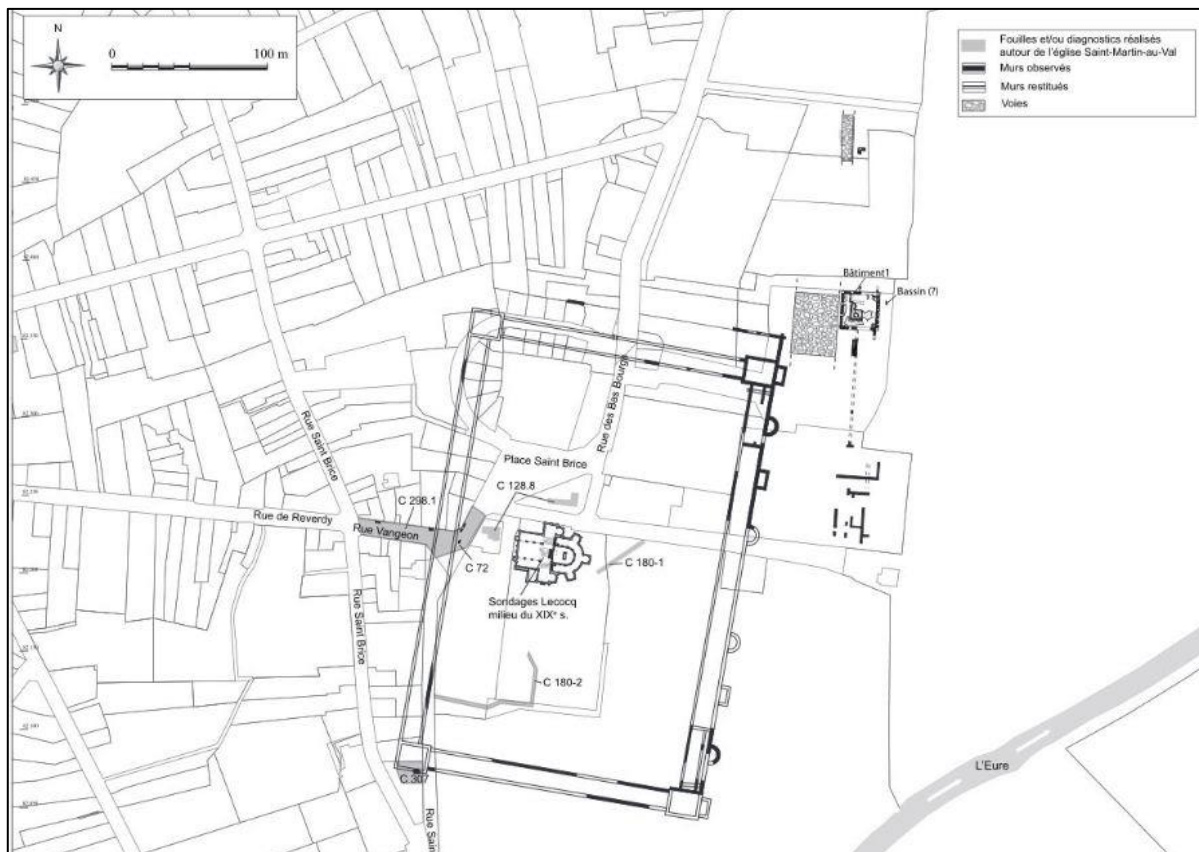 N
0 100 m
Fouilles et/ou diagnostics réalisés
autour de l'église Saint-Martin-au-Val
Murs observés
Murs restitués
Voies
Bâtiment1
Bassin (?)
Rue des Bas Bourgs
Rue Saint Brice
Place Saint Brice
C 128.8
C 298.1
Rue de Reverdy
Rue Vangeon
C 72
C 180-1
Sondages Lecocq
milieu du XIXe s.
Rue Saint Brice
C 180-2
L'Eure
C 307
Rue Sain